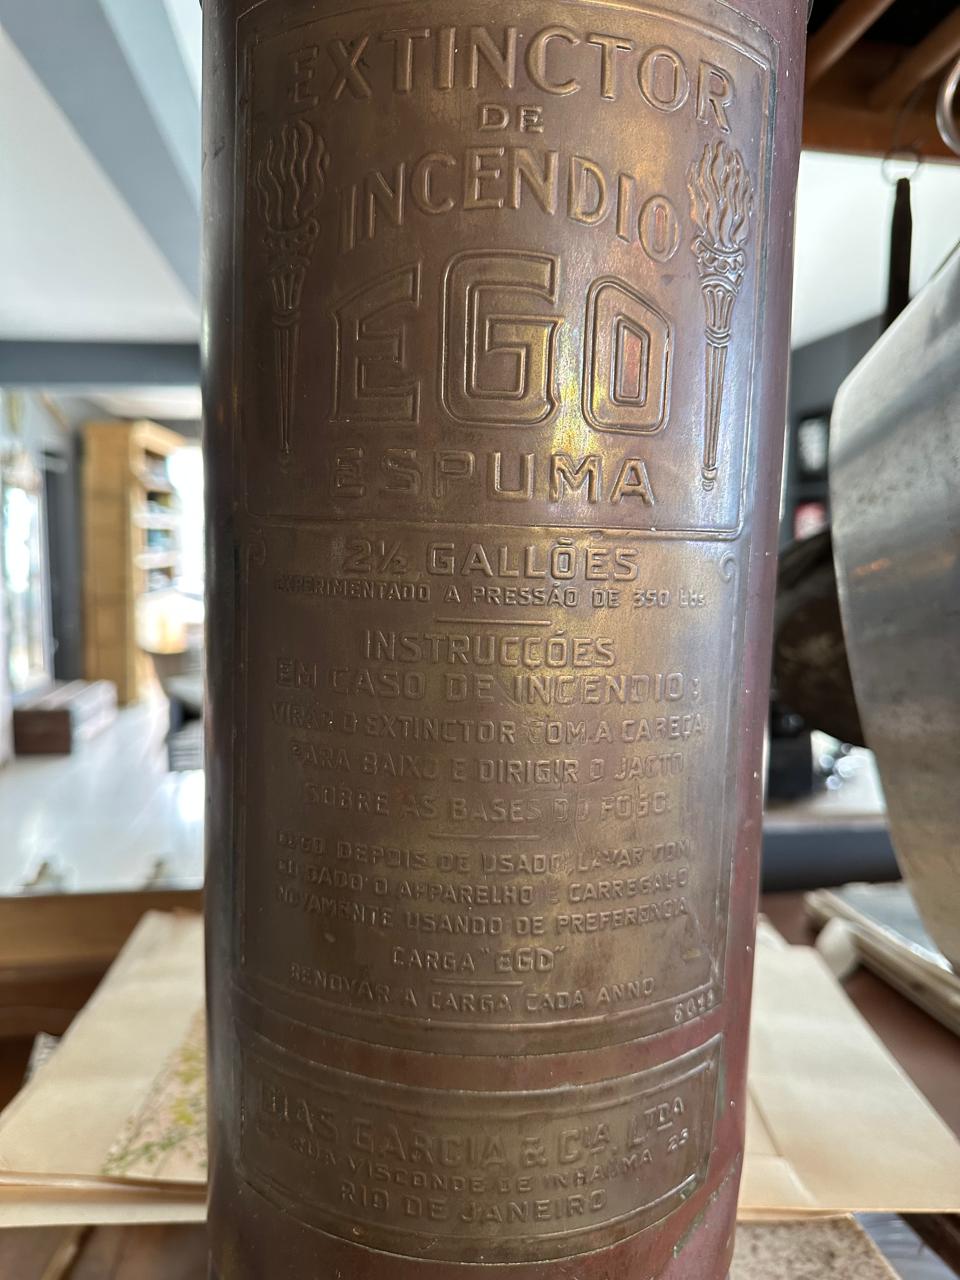 EXTINCTOR
DE
INCENDIO
EGO
ESPUMA
2½ GALLÕES
EXPERIMENTADO A PRESSÃO DE 350 Lbs
INSTRUCÇÕES
EM CASO DE INCENDIO:
VIRAR O EXTINCTOR COM A CABEÇA
PARA BAIXO E DIRIGIR O JACTO
SOBRE AS BASES DO FOGO.
LOGO DEPOIS DE USADO, LAVAR COM
CUIDADO O APPARELHO E CARREGAL-O
NOVAMENTE USANDO DE PREFERENCIA
CARGA "EGO"
RENOVAR A CARGA CADA ANNO
DIAS GARCIA & CIA. LTDA
RUA VISCONDE DE INHAUMA 23
RIO DE JANEIRO